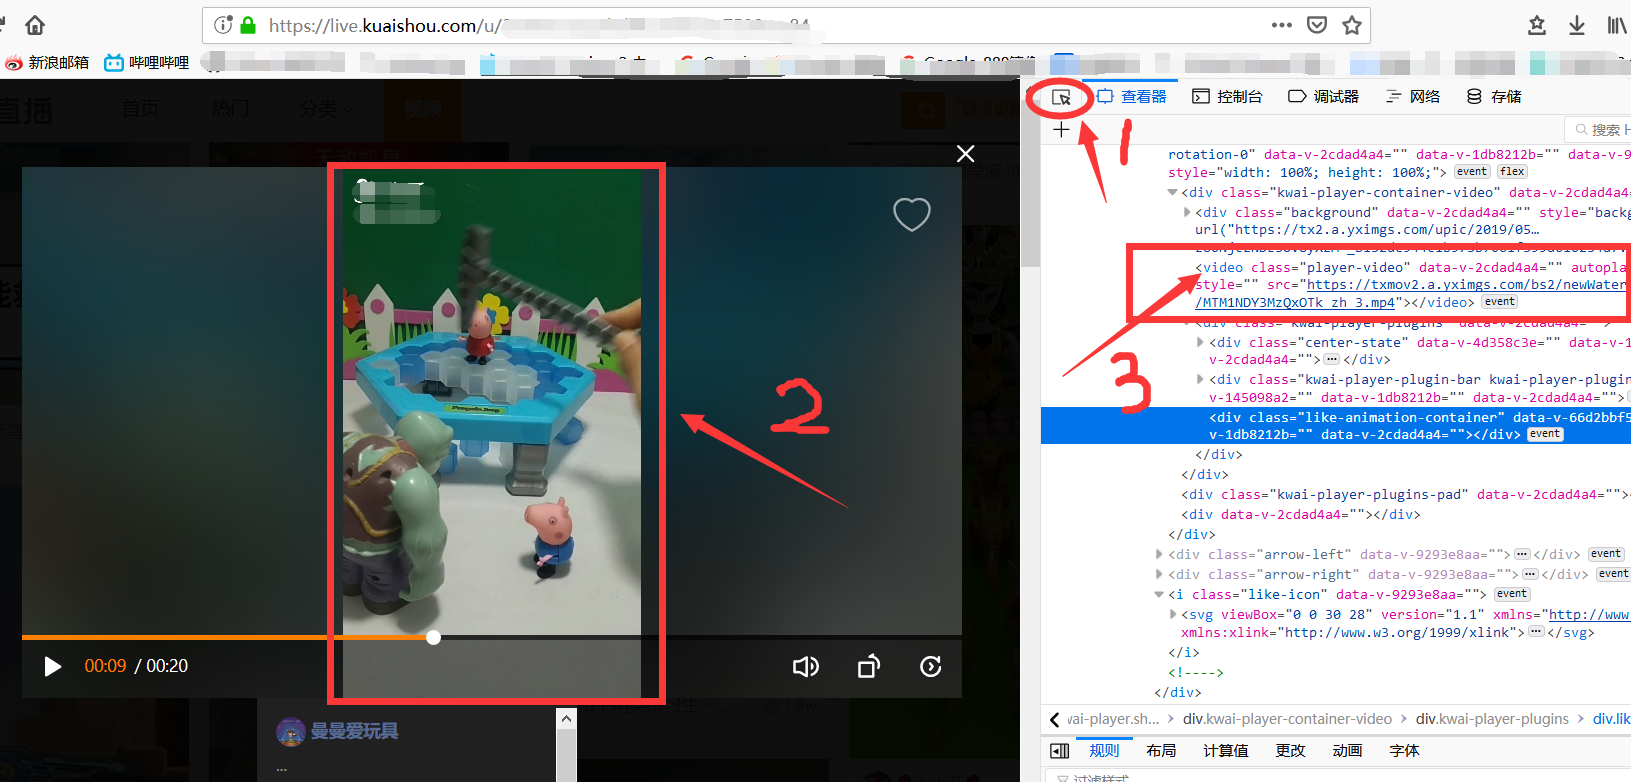 https://live.kuaishou.com/u/
新浪邮箱
哔哩哔哩
直播
首页
热门
分类
视频
查看器
控制台
调试器
网络
存储
1
+
搜索 H
rotation-0" data-v-2cdad4a4="" data-v-1db8212b="" data-v-9
style="width: 100%; height: 100%;"> event flex
<div class="kwai-player-container-video" data-v-2cdad4a4=
<div class="background" data-v-2cdad4a4="" style="backg
url("https://tx2.a.yximgs.com/upic/2019/05…
<video class="player-video" data-v-2cdad4a4="" autopla
style="" src="https://txmov2.a.yximgs.com/bs2/newWater
/MTM1NDY3MzQxOTk_zh_3.mp4"></video> event
<div class="kwai-player-plugins" data-v-2cdad4a4="">
<div class="center-state" data-v-4d358c3e="" data-v-1
v-2cdad4a4=""> ••• </div>
<div class="kwai-player-plugin-bar kwai-player-plugin
v-145098a2="" data-v-1db8212b="" data-v-2cdad4a4="">
<div class="like-animation-container" data-v-66d2bbf5
v-1db8212b="" data-v-2cdad4a4=""></div> event
</div>
</div>
<div class="kwai-player-plugins-pad" data-v-2cdad4a4="">
<div data-v-2cdad4a4=""></div>
</div>
<div class="arrow-left" data-v-9293e8aa=""> ••• </div> event
<div class="arrow-right" data-v-9293e8aa=""> ••• </div> event
<i class="like-icon" data-v-9293e8aa=""> event
<svg viewBox="0 0 30 28" version="1.1" xmlns="http://www
xmlns:xlink="http://www.w3.org/1999/xlink"> ••• </svg>
</i>
<!---->
</div>
2
3
Penguin Trap
00:09 / 00:20
曼曼爱玩具
...
wai-player.sh… > div.kwai-player-container-video > div.kwai-player-plugins > div.lik
规则
布局
计算值
更改
动画
字体
过滤样式